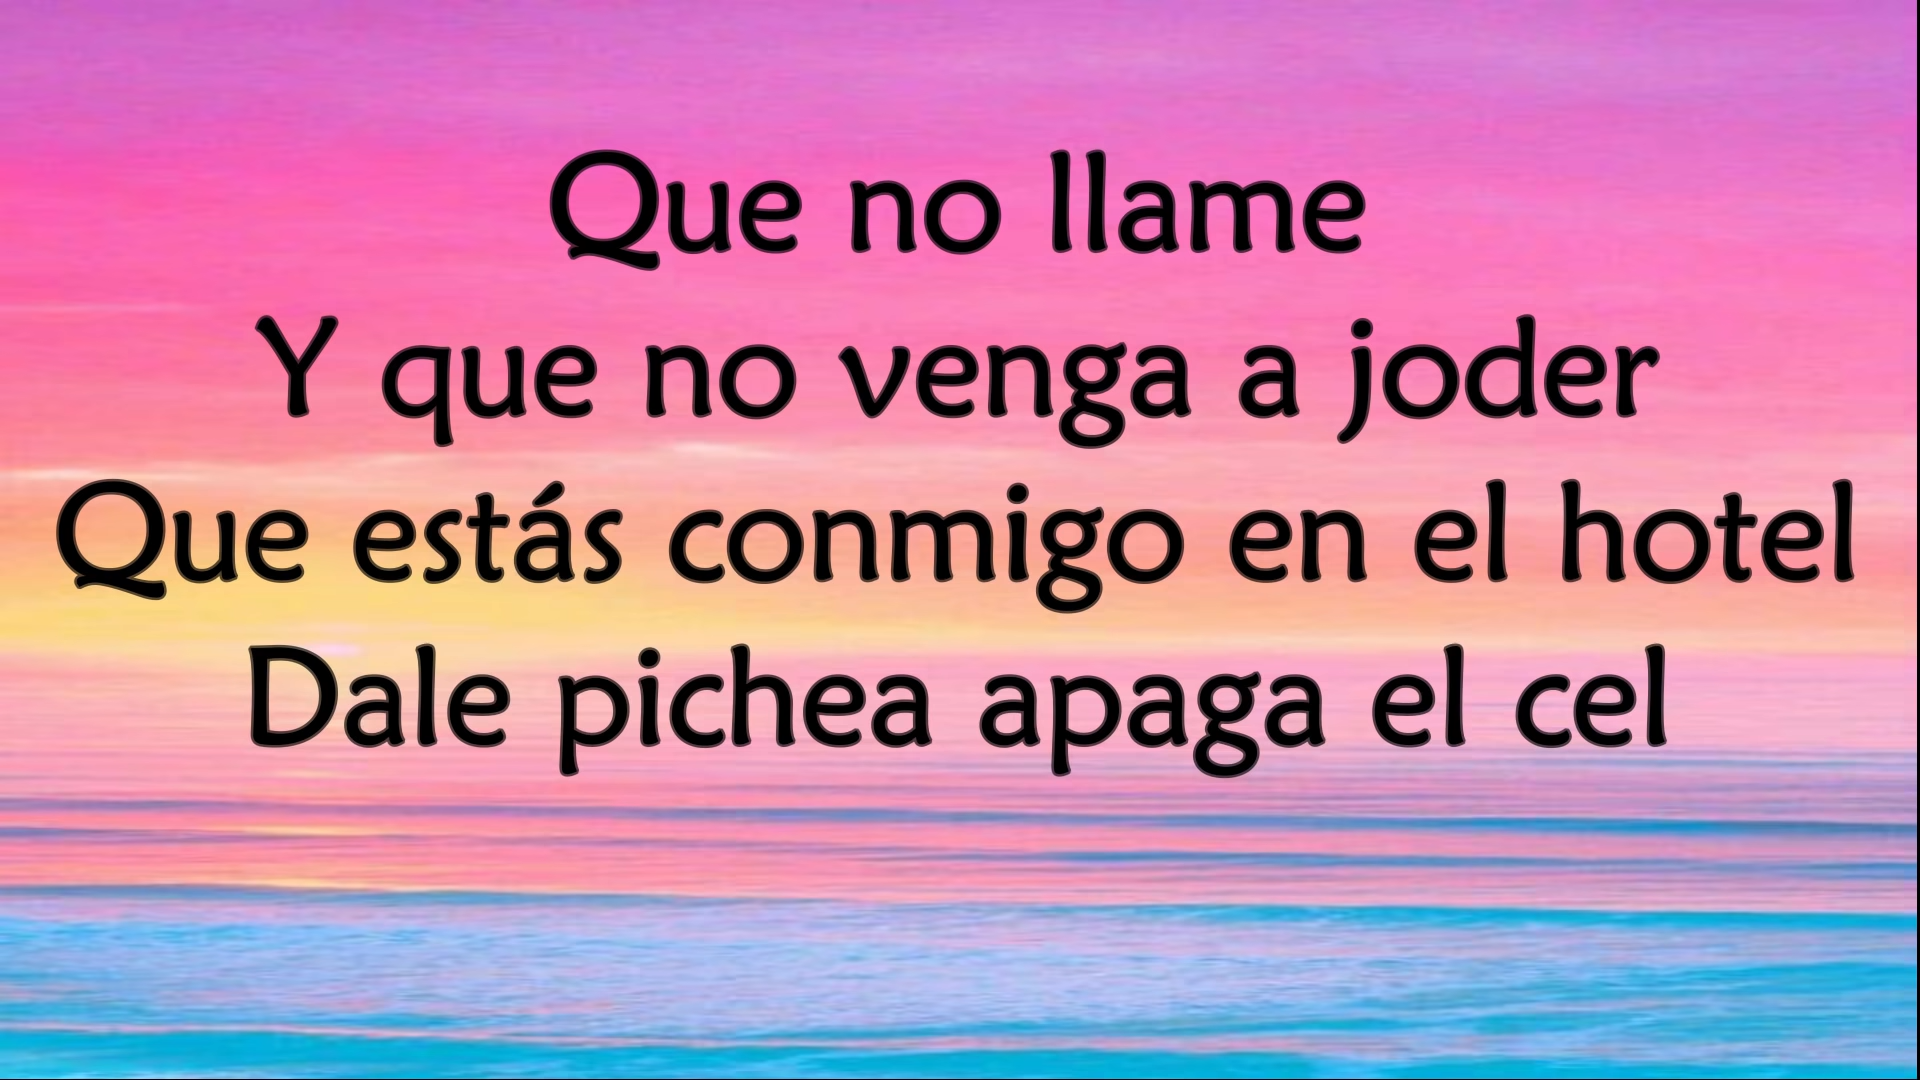 Que no llame
Y que no venga a joder
Que estás conmigo en el hotel
Dale pichea apaga el cel